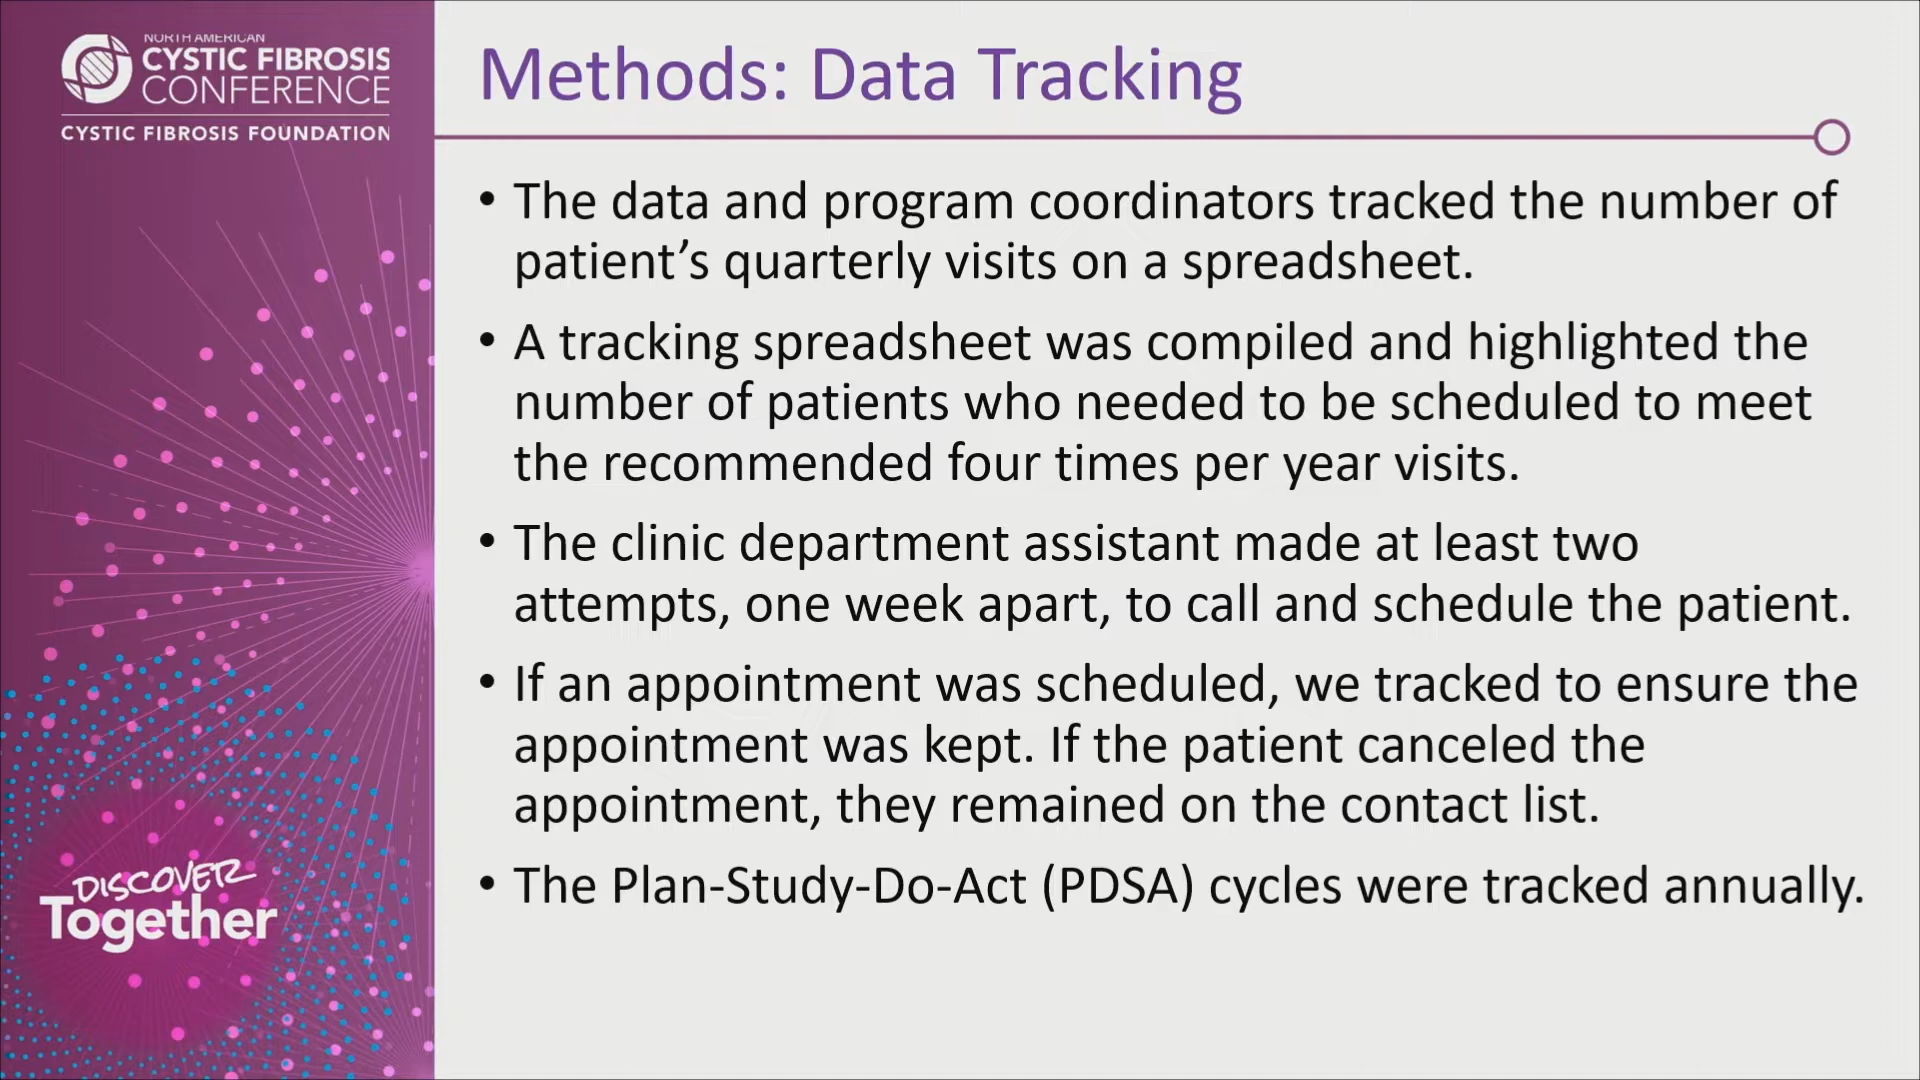 NORTH AMERICAN
CYSTIC FIBROSIS
CONFERENCE
CYSTIC FIBROSIS FOUNDATION
DISCOVER
Together
Methods: Data Tracking
• The data and program coordinators tracked the number of
patient’s quarterly visits on a spreadsheet.
• A tracking spreadsheet was compiled and highlighted the
number of patients who needed to be scheduled to meet
the recommended four times per year visits.
• The clinic department assistant made at least two
attempts, one week apart, to call and schedule the patient.
• If an appointment was scheduled, we tracked to ensure the
appointment was kept. If the patient canceled the
appointment, they remained on the contact list.
• The Plan-Study-Do-Act (PDSA) cycles were tracked annually.